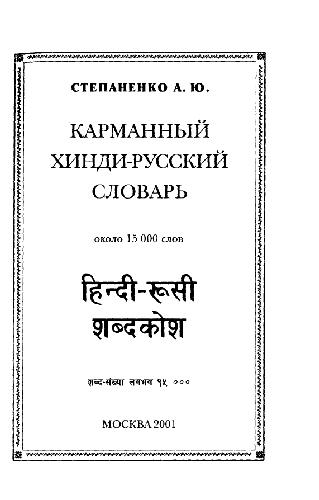 СТЕПАНЕНКО А. Ю.
КАРМАННЫЙ
ХИНДИ-РУССКИЙ
СЛОВАРЬ
около 15 000 слов
हिन्दी-रूसी
शब्दकोश
शब्द-संख्या लगभग १५ ०००
МОСКВА 2001